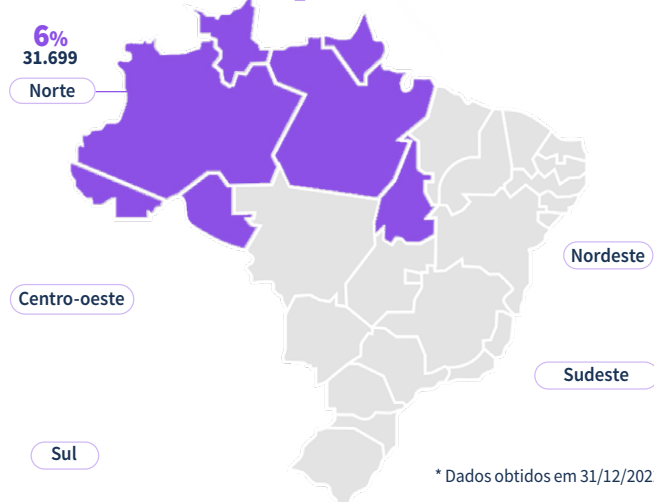 6%
31.699
Norte
Nordeste
Centro-oeste
Sudeste
Sul
* Dados obtidos em 31/12/202